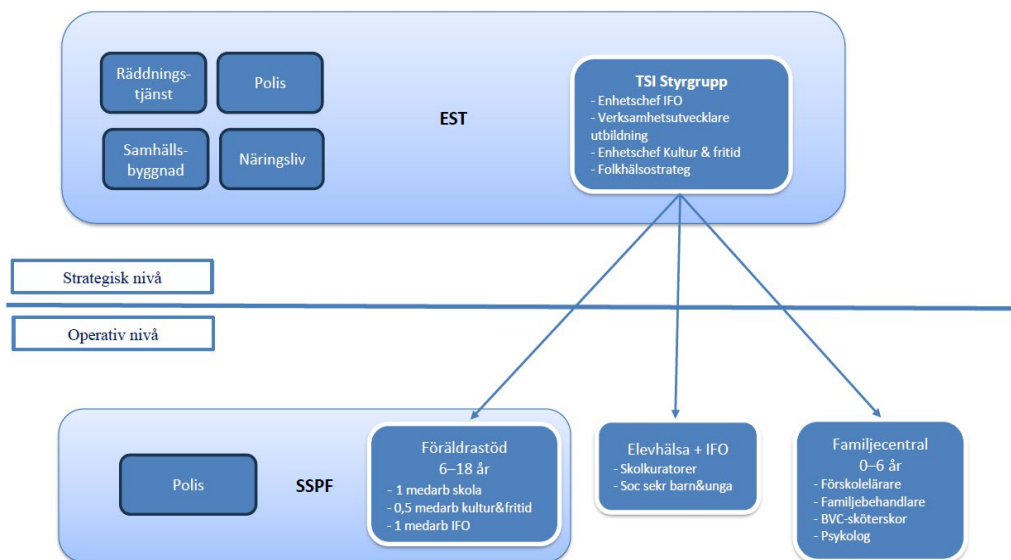 Räddnings-
tjänst
Polis
Samhälls-
byggnad
Näringsliv
EST
TSI Styrgrupp
- Enhetschef IFO
- Verksamhetsutvecklare
utbildning
- Enhetschef Kultur & fritid
- Folkhälsostrateg
Strategisk nivå
Operativ nivå
Polis
SSPF
Föräldrastöd
6–18 år
- 1 medarb skola
- 0,5 medarb kultur&fritid
- 1 medarb IFO
Elevhälsa + IFO
- Skolkuratorer
- Soc sekr barn&unga
Familjecentral
0–6 år
- Förskolelärare
- Familjebehandlare
- BVC-sköterskor
- Psykolog